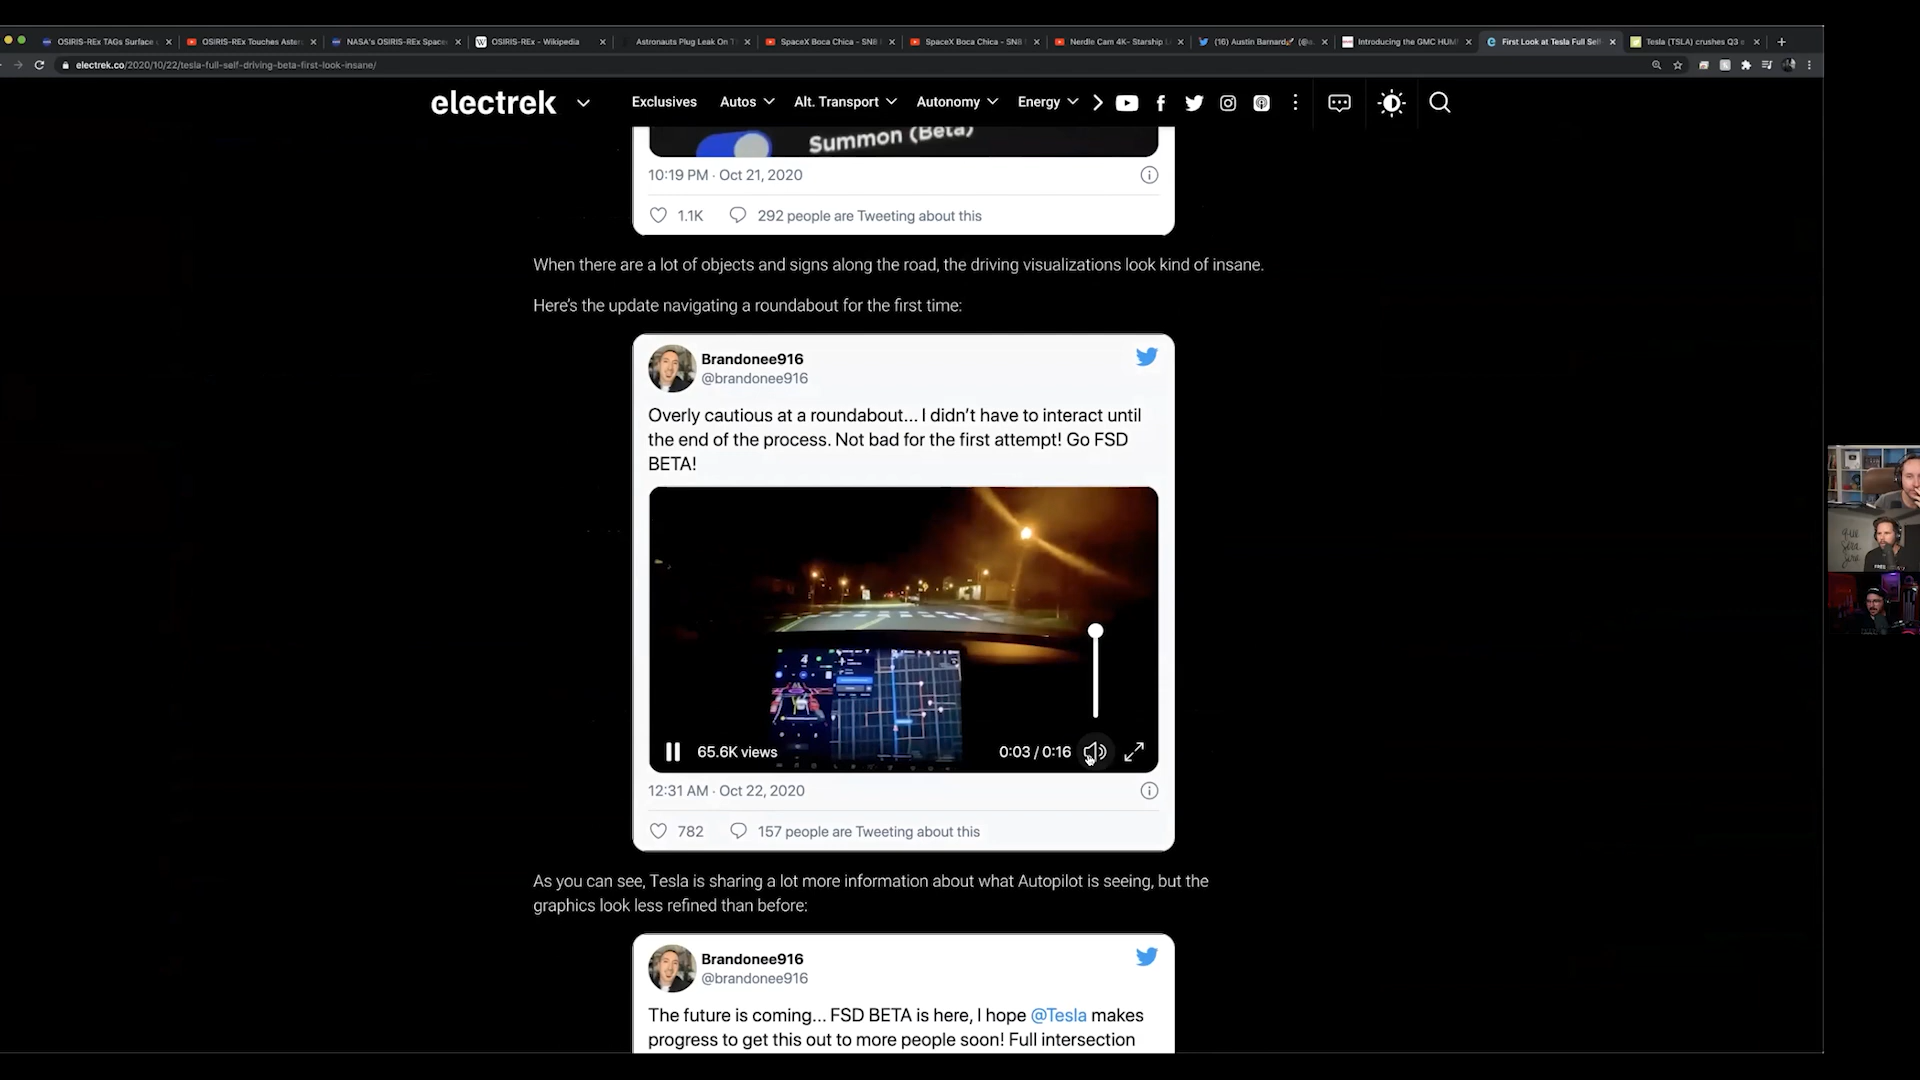 OSIRIS-REx TAGs Surface
OSIRIS-REx Touches Aster
NASA's OSIRIS-REx Space
OSIRIS-REx - Wikipedia
Astronauts Plug Leak On T
SpaceX Boca Chica - SN8
SpaceX Boca Chica - SN8
Nerdle Cam 4K- Starship L
(16) Austin Barnard
Introducing the GMC HUM
First Look at Tesla Full Self
Tesla (TSLA) crushes Q3 e
electrek.co/2020/10/22/tesla-full-self-driving-beta-first-look-insane/
electrek
Exclusives
Autos
Alt. Transport
Autonomy
Energy
Summon (Beta)
10:19 PM · Oct 21, 2020
1.1K 292 people are Tweeting about this
When there are a lot of objects and signs along the road, the driving visualizations look kind of insane.
Here's the update navigating a roundabout for the first time:
Brandonee916
@brandonee916
Overly cautious at a roundabout... I didn't have to interact until
the end of the process. Not bad for the first attempt! Go FSD
BETA!
65.6K views
0:03 / 0:16
12:31 AM · Oct 22, 2020
782 157 people are Tweeting about this
As you can see, Tesla is sharing a lot more information about what Autopilot is seeing, but the
graphics look less refined than before:
Brandonee916
@brandonee916
The future is coming... FSD BETA is here, I hope @Tesla makes
progress to get this out to more people soon! Full intersection